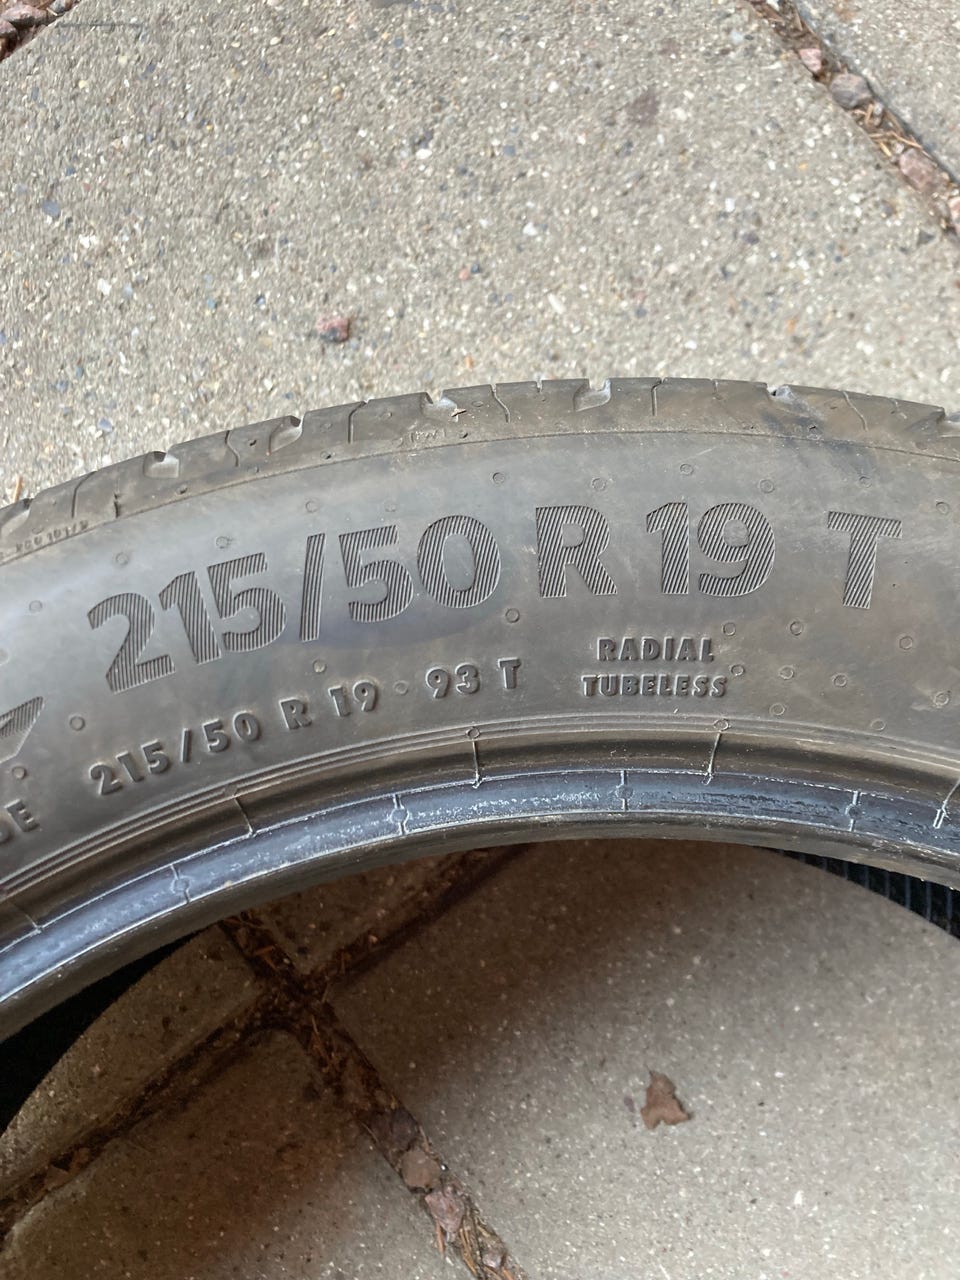 215/50 R 19 T
215/50 R 19 93 T
RADIAL
TUBELESS